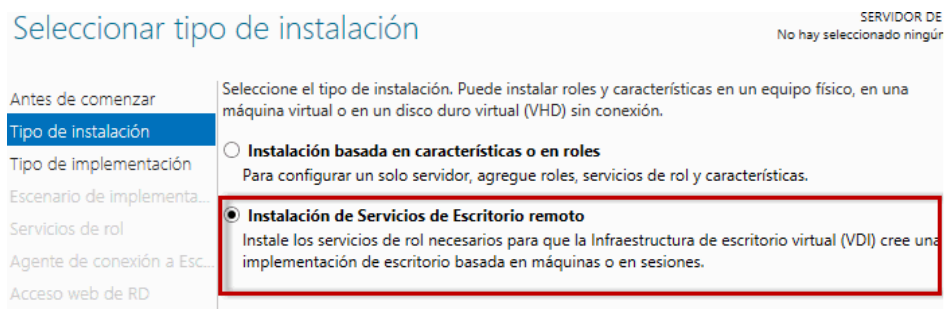 Seleccionar tipo de instalación
SERVIDOR DE
No hay seleccionado ningún
Antes de comenzar
Tipo de instalación
Tipo de implementación
Escenario de implementa...
Servicios de rol
Agente de conexión a Esc...
Acceso web de RD
Seleccione el tipo de instalación. Puede instalar roles y características en un equipo físico, en una
máquina virtual o en un disco duro virtual (VHD) sin conexión.
Instalación basada en características o en roles
Para configurar un solo servidor, agregue roles, servicios de rol y características.
Instalación de Servicios de Escritorio remoto
Instale los servicios de rol necesarios para que la Infraestructura de escritorio virtual (VDI) cree una
implementación de escritorio basada en máquinas o en sesiones.